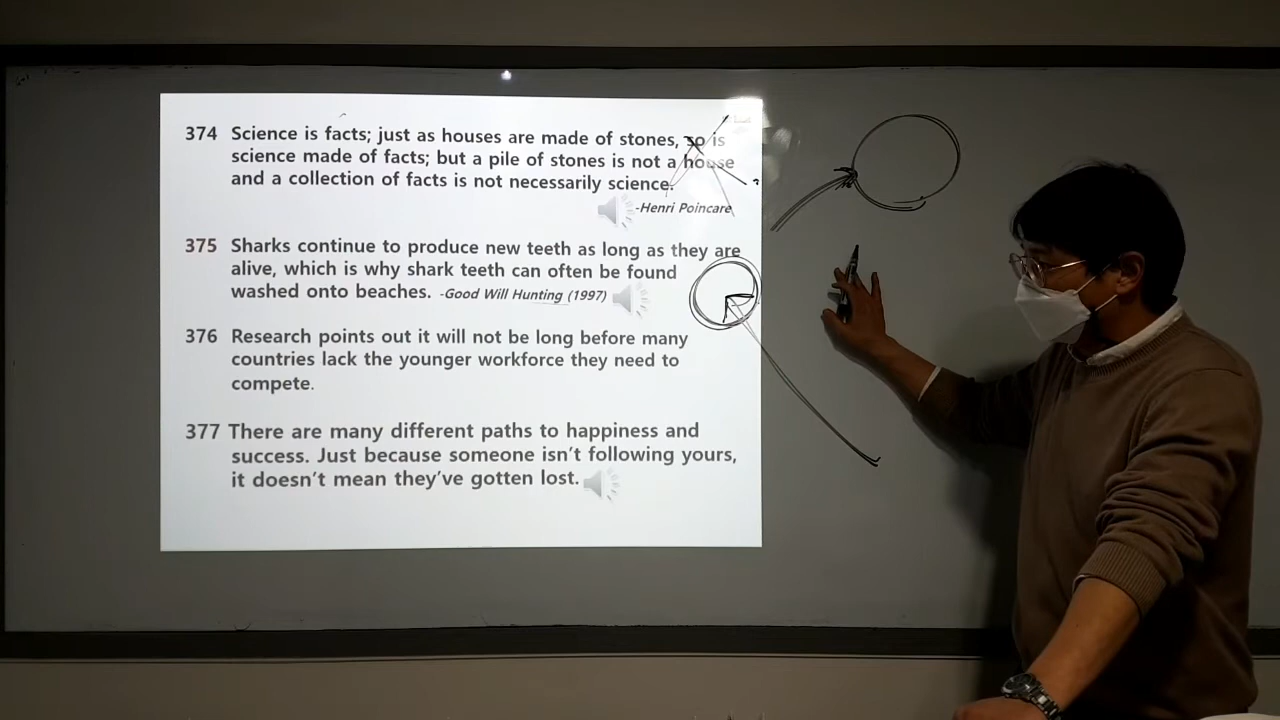 374 Science is facts; just as houses are made of stones, so is
science made of facts; but a pile of stones is not a house
and a collection of facts is not necessarily science.
-Henri Poincare
375 Sharks continue to produce new teeth as long as they are
alive, which is why shark teeth can often be found
washed onto beaches. -Good Will Hunting (1997)
376 Research points out it will not be long before many
countries lack the younger workforce they need to
compete.
377 There are many different paths to happiness and
success. Just because someone isn't following yours,
it doesn't mean they've gotten lost.